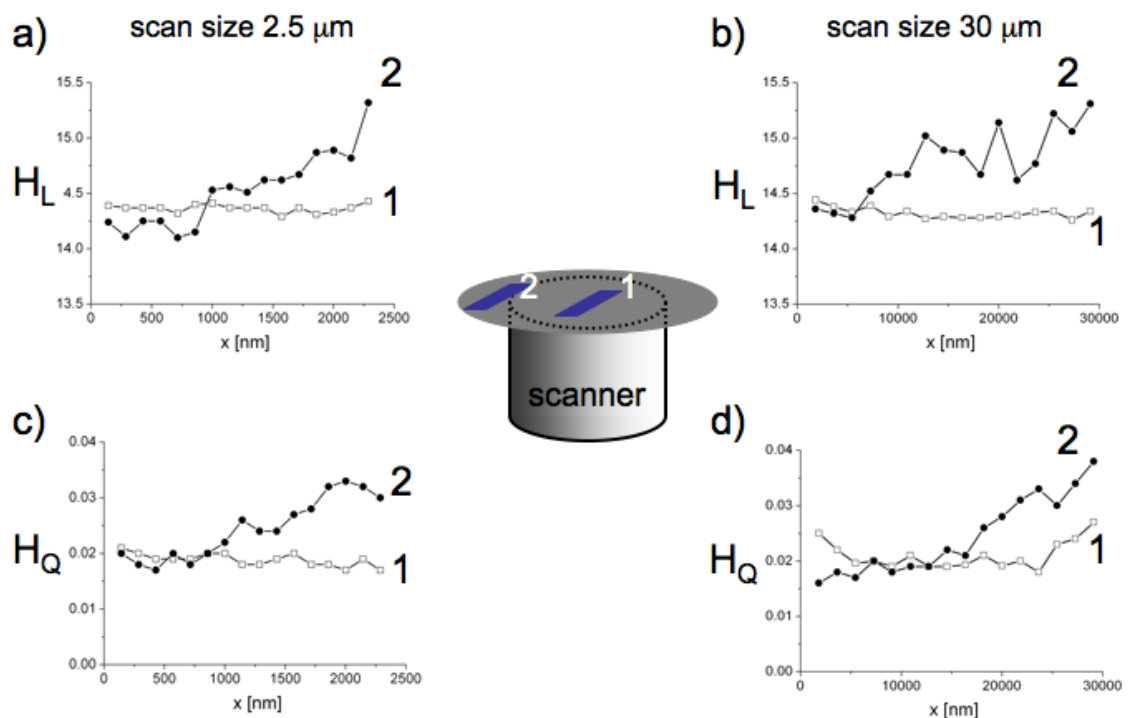 a) scan size 2.5 μm
2
15.5
15.0
H_L
14.5
1
14.0
13.5
0 500 1000 1500 2000 2500
x [nm]
b) scan size 30 μm
2
15.5
15.0
H_L
14.5
1
14.0
13.5
0 10000 20000 30000
x [nm]
2 1
scanner
c)
0.04
2
0.03
H_Q
0.02
1
0.01
0.00
0 500 1000 1500 2000 2500
x [nm]
d)
2
0.04
0.03
1
H_Q
0.02
0.01
0.00
0 10000 20000 30000
x [nm]